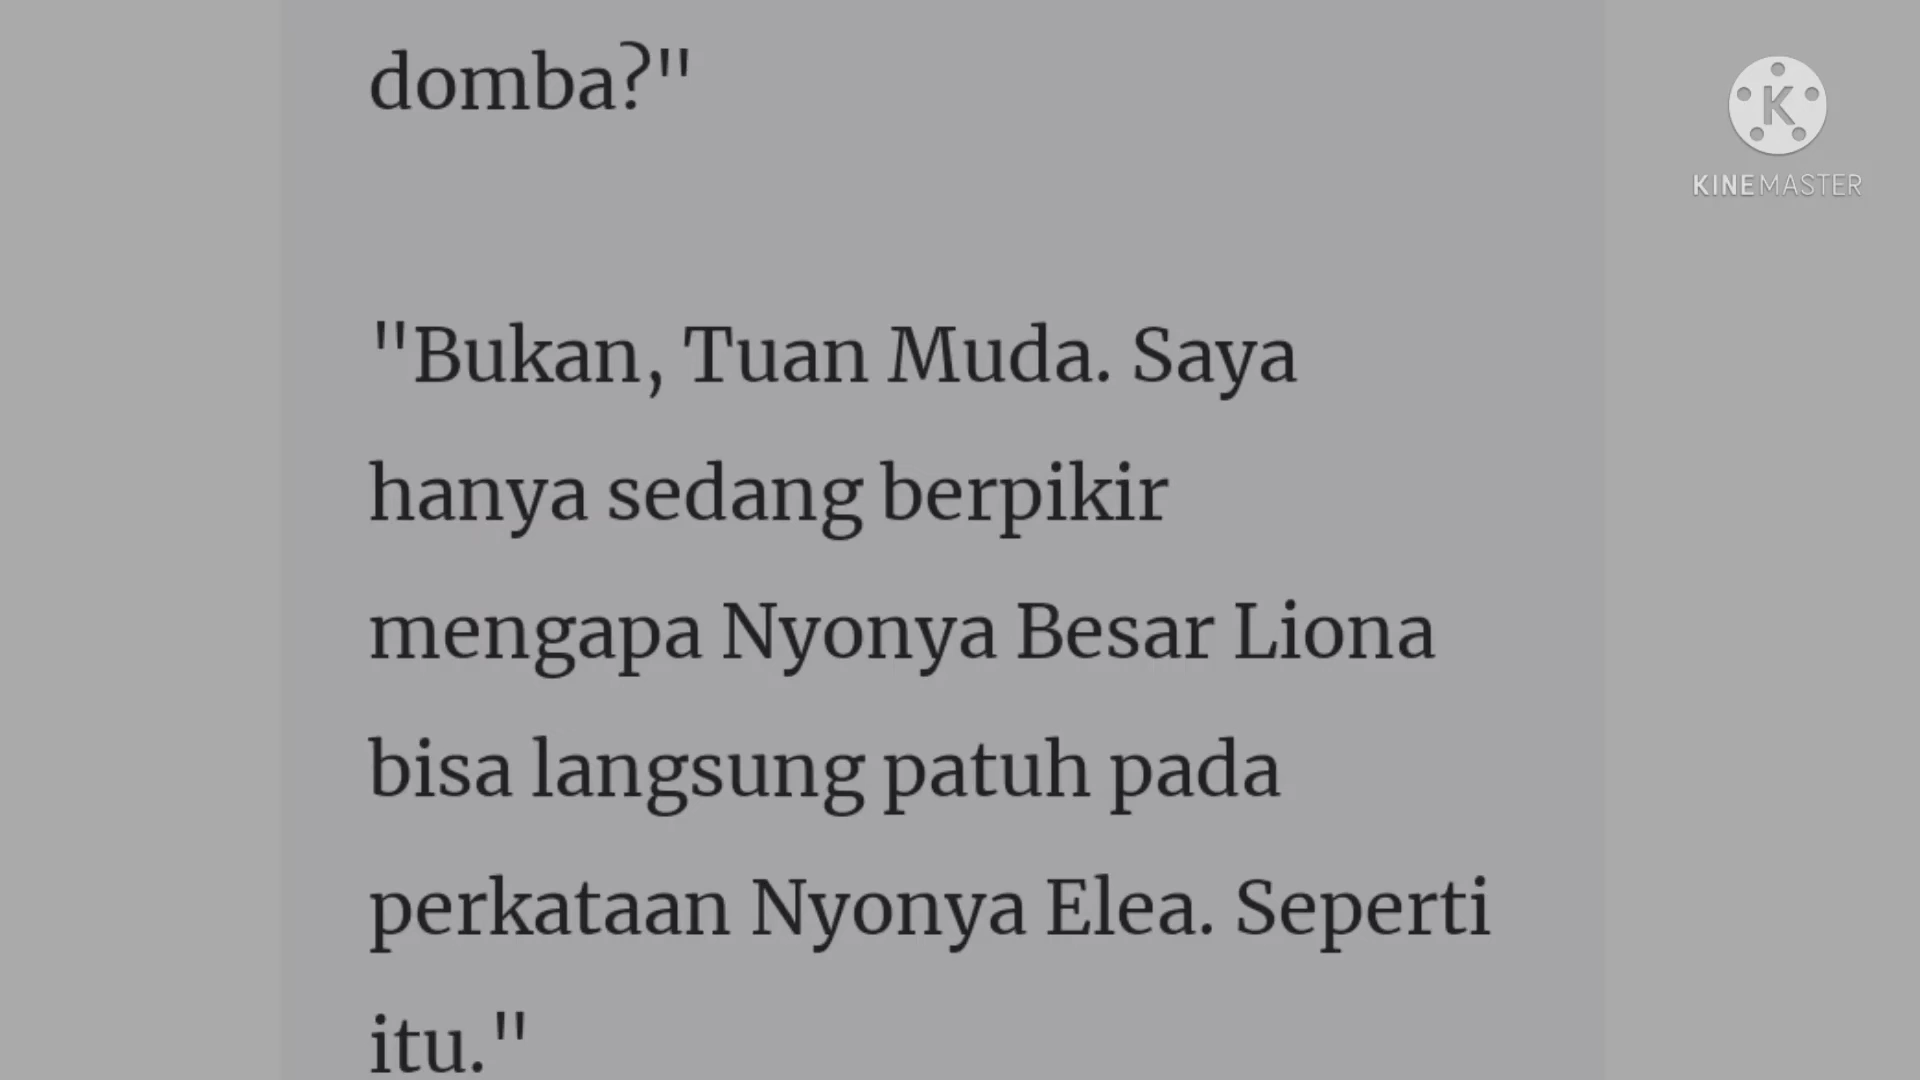 domba?"
"Bukan, Tuan Muda. Saya
hanya sedang berpikir
mengapa Nyonya Besar Liona
bisa langsung patuh pada
perkataan Nyonya Elea. Seperti
itu."
K
KINEMASTER